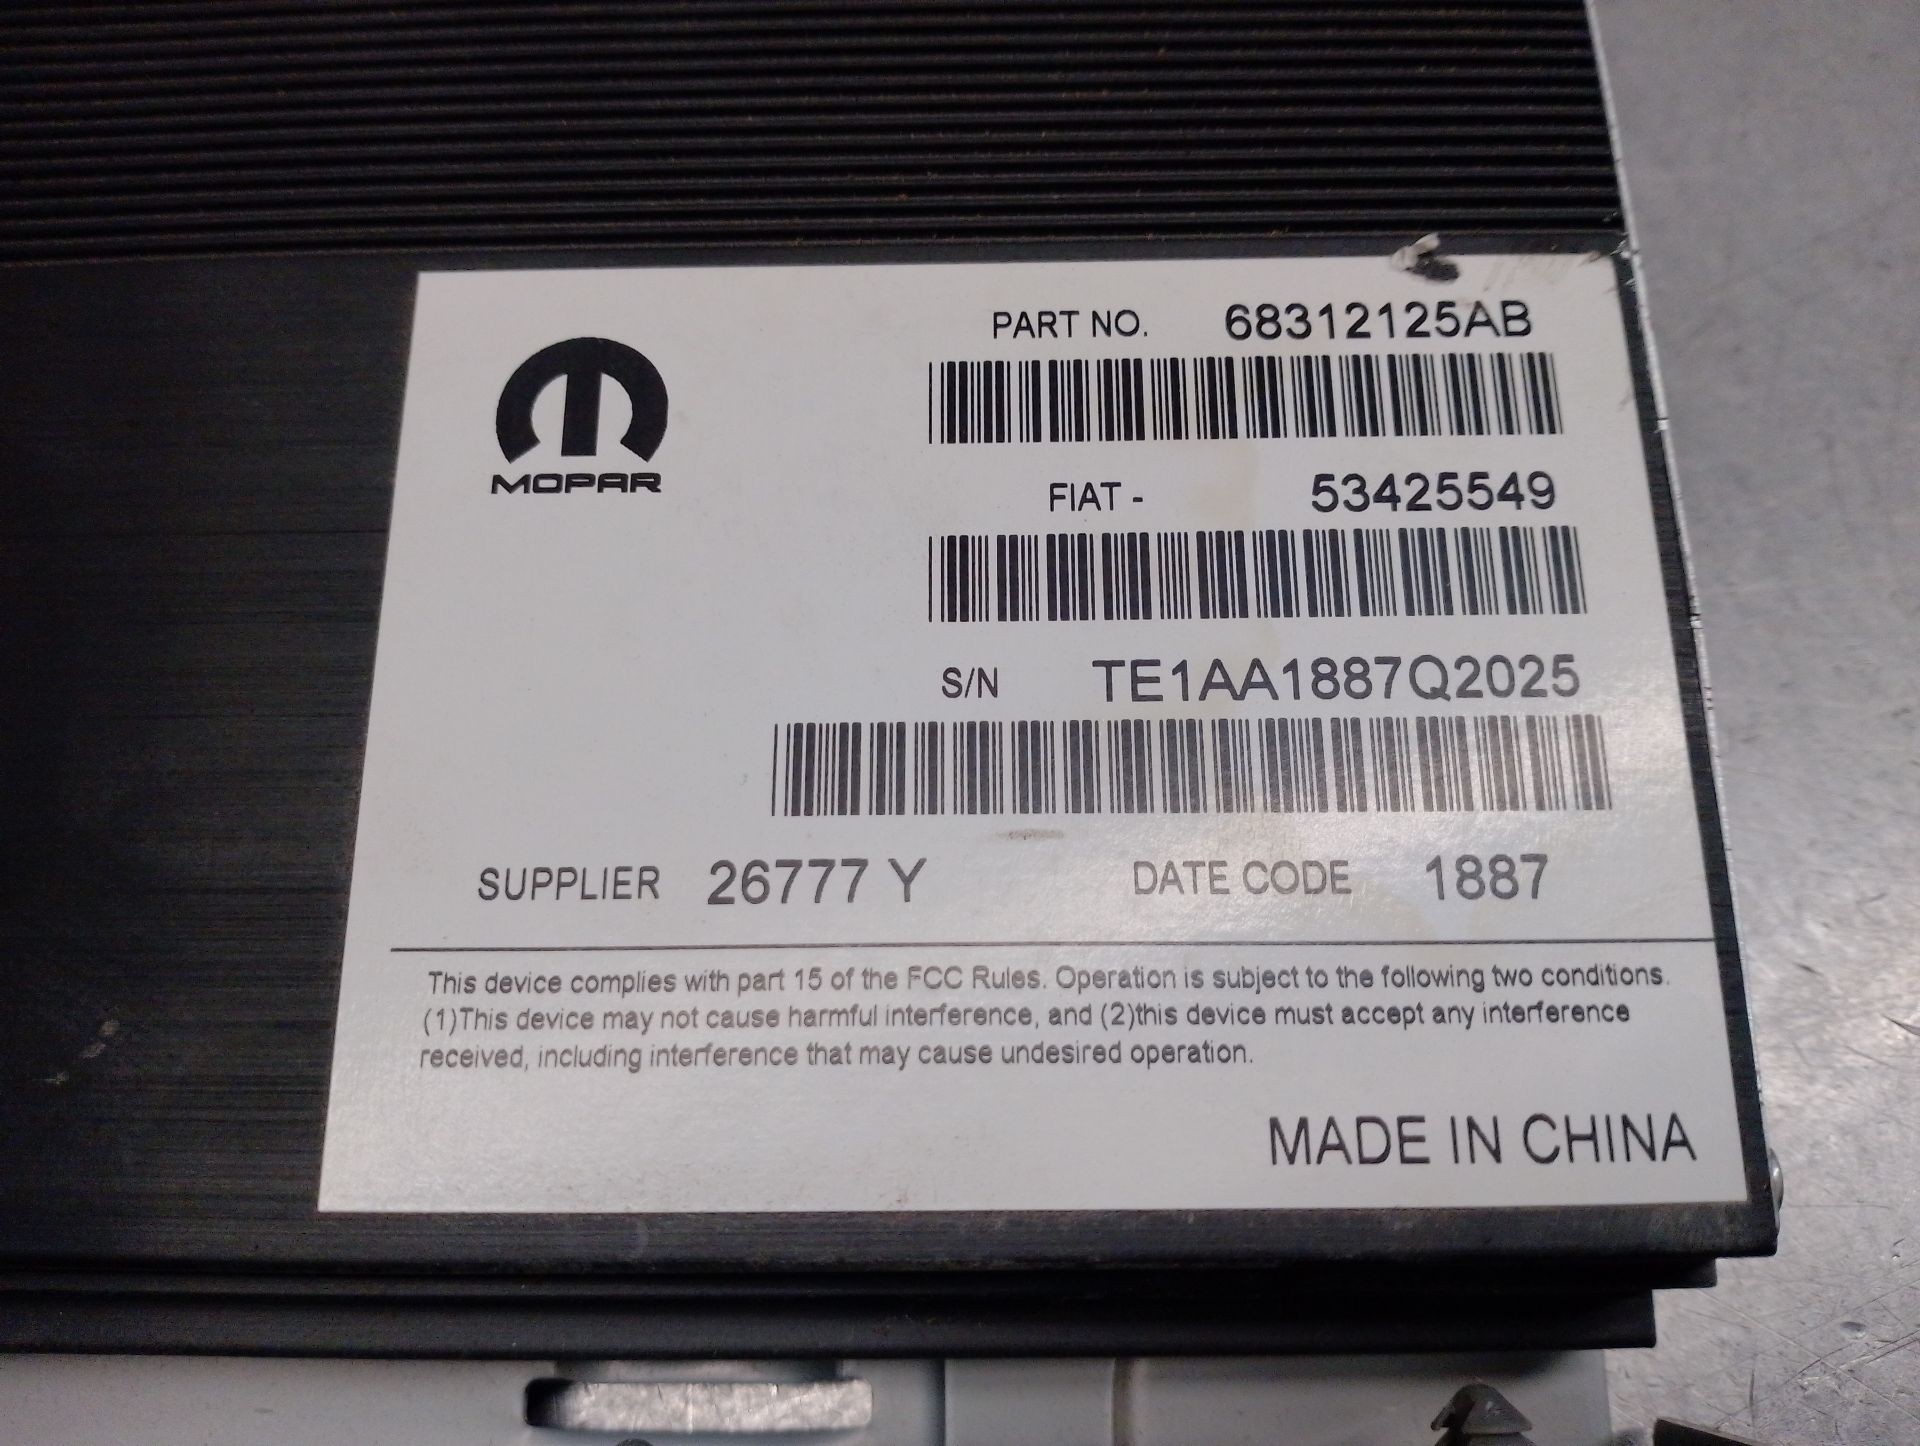 PART NO. 68312125AB
MOPAR
FIAT - 53425549
S/N TE1AA1887Q2025
SUPPLIER 26777 Y DATE CODE 1887
This device complies with part 15 of the FCC Rules. Operation is subject to the following two conditions.
(1)This device may not cause harmful interference, and (2)this device must accept any interference
received, including interference that may cause undesired operation.
MADE IN CHINA